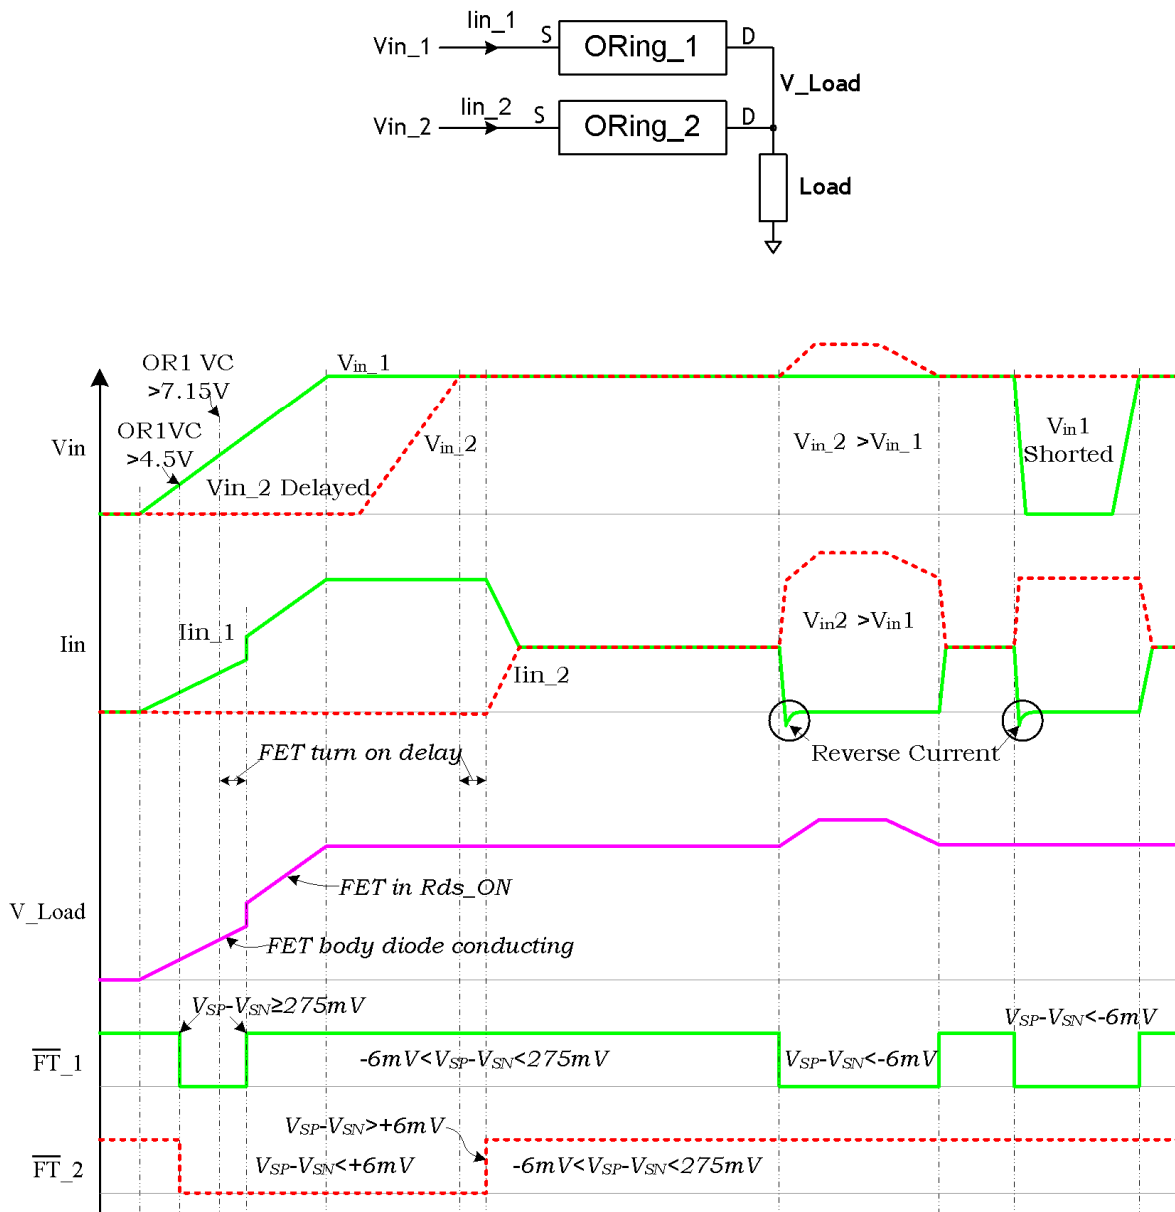 Iin_1
Vin_1
S
ORing_1
D
V_Load
Iin_2
Vin_2
S
ORing_2
D
Load
OR1 VC
>7.15V
Vin_1
OR1VC
>4.5V
Vin
Vin_2
Vin_2 Delayed
Vin_2 >Vin_1
Vin1
Shorted
Iin_1
Iin
Vin2 >Vin1
Iin_2
FET turn on delay
Reverse Current
FET in Rds_ON
V_Load
FET body diode conducting
VSP-VSN≥275mV
VSP-VSN<-6mV
F̅T̅_1
-6mV<VSP-VSN<275mV
VSP-VSN<-6mV
VSP-VSN>+6mV
F̅T̅_2
VSP-VSN<+6mV
-6mV<VSP-VSN<275mV